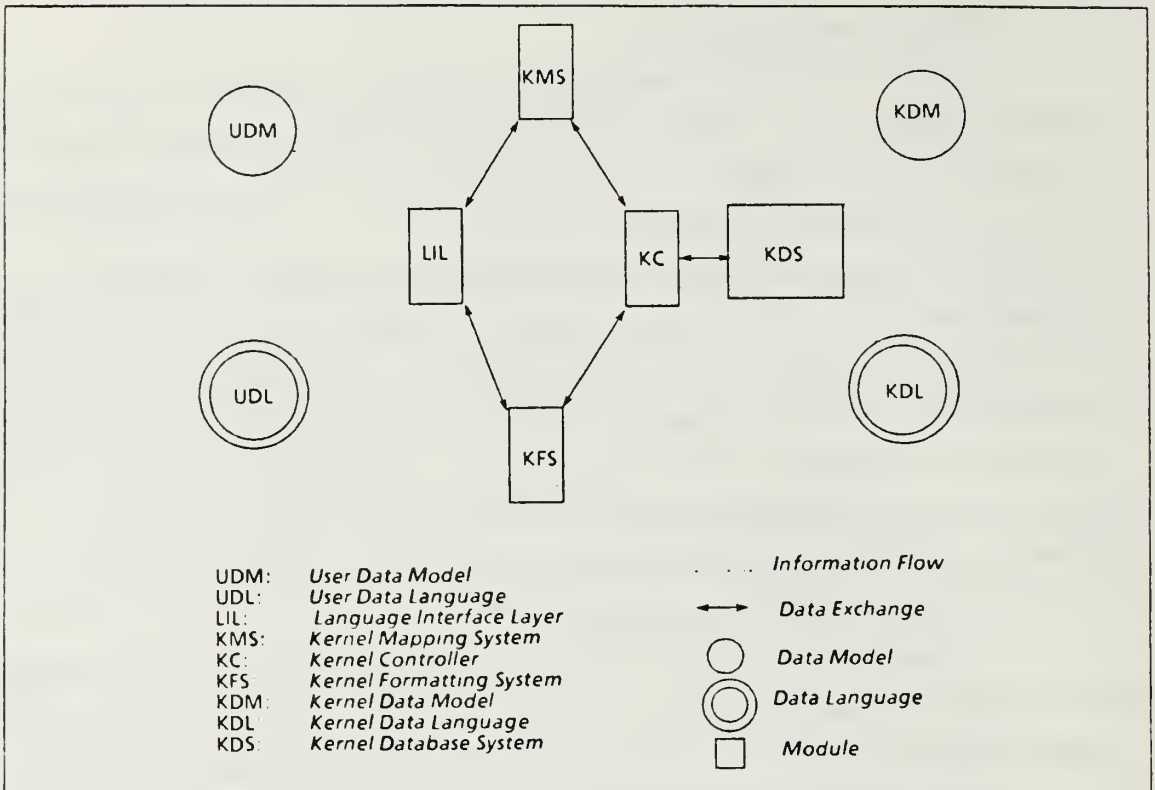 KMS
UDM
KDM
LIL
KC
KDS
UDL
KDL
KFS
UDM: User Data Model
UDL: User Data Language
LIL: Language Interface Layer
KMS: Kernel Mapping System
KC: Kernel Controller
KFS Kernel Formatting System
KDM: Kernel Data Model
KDL Kernel Data Language
KDS: Kernel Database System
Information Flow
Data Exchange
Data Model
Data Language
Module